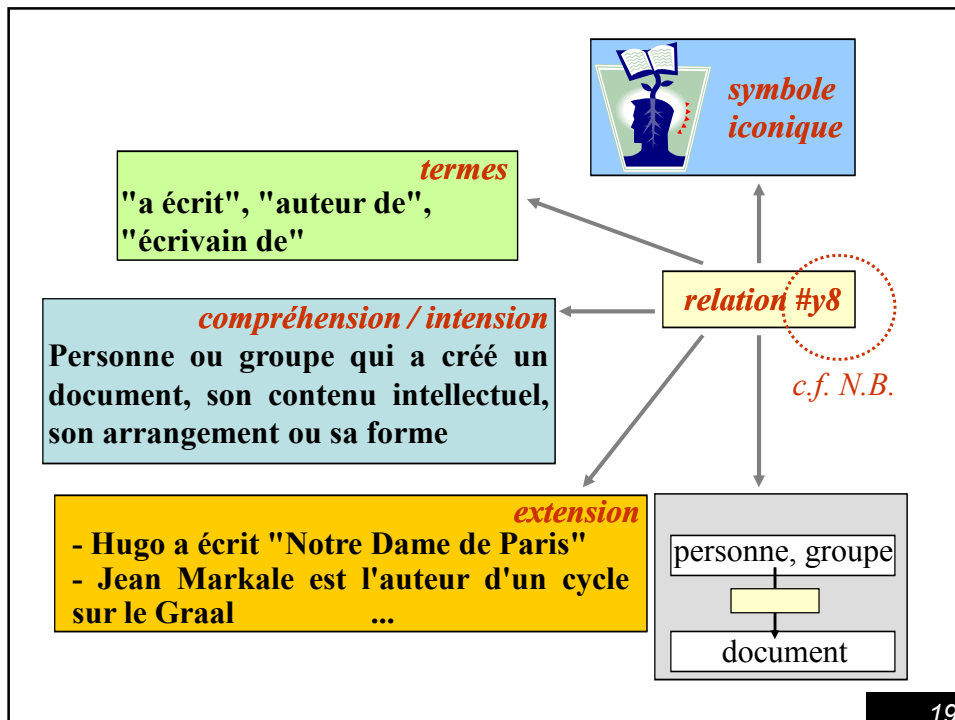 symbole
iconique
termes
"a écrit", "auteur de",
"écrivain de"
relation #y8
c.f. N.B.
compréhension / intension
Personne ou groupe qui a créé un
document, son contenu intellectuel,
son arrangement ou sa forme
extension
- Hugo a écrit "Notre Dame de Paris"
- Jean Markale est l'auteur d'un cycle
sur le Graal ...
personne, groupe
document
19